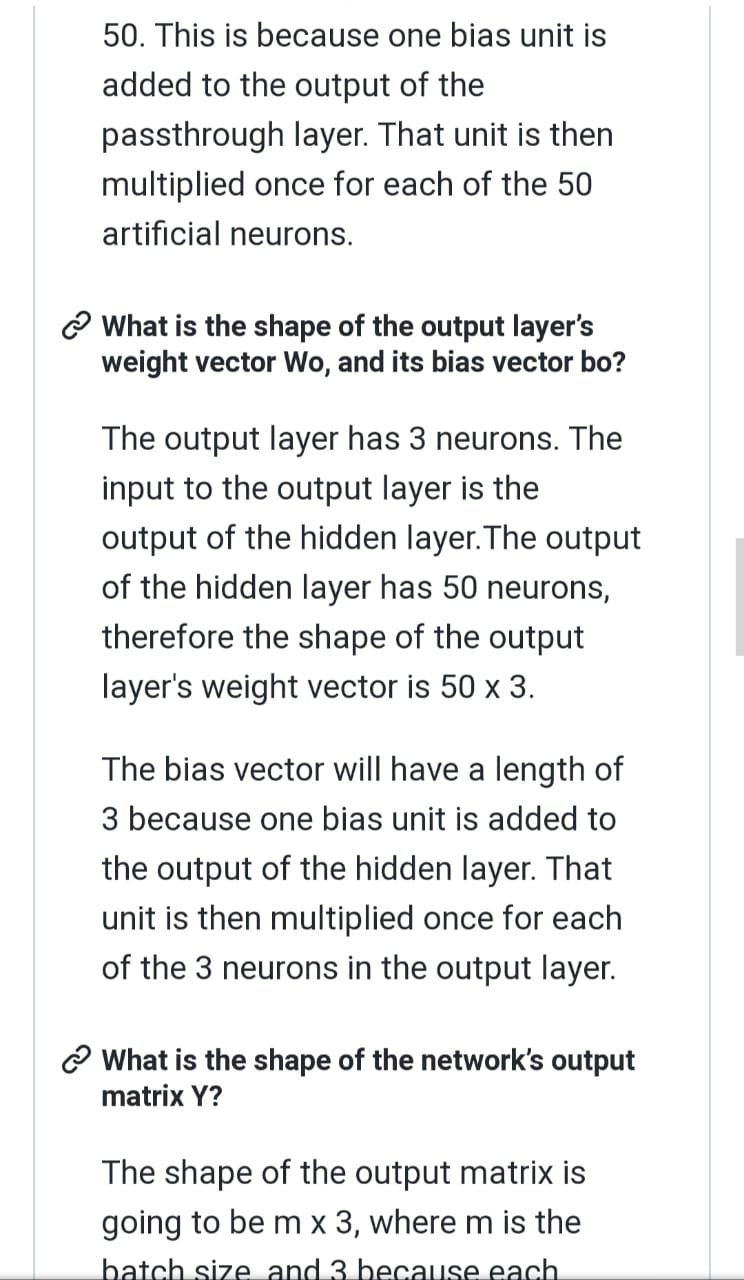 50. This is because one bias unit is
added to the output of the
passthrough layer. That unit is then
multiplied once for each of the 50
artificial neurons.
What is the shape of the output layer's
weight vector Wo, and its bias vector bo?
The output layer has 3 neurons. The
input to the output layer is the
output of the hidden layer.The output
of the hidden layer has 50 neurons,
therefore the shape of the output
layer's weight vector is 50 x 3.
The bias vector will have a length of
3 because one bias unit is added to
the output of the hidden layer. That
unit is then multiplied once for each
of the 3 neurons in the output layer.
What is the shape of the network's output
matrix Y?
The shape of the output matrix is
going to be m x 3, where m is the
batch size and 3 because each